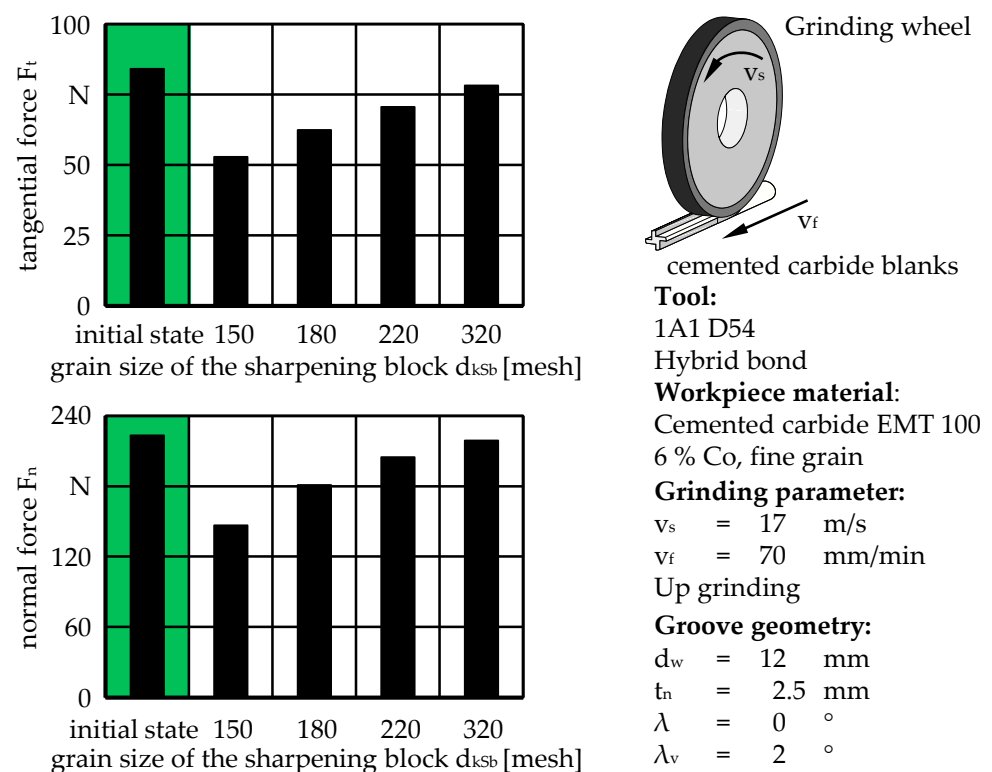 100
N
50
25
0
tangential force Ft
initial state 150 180 220 320
grain size of the sharpening block dkSb [mesh]
240
N
120
60
0
normal force Fn
initial state 150 180 220 320
grain size of the sharpening block dkSb [mesh]
Grinding wheel
vs
vf
cemented carbide blanks
Tool:
1A1 D54
Hybrid bond
Workpiece material:
Cemented carbide EMT 100
6 % Co, fine grain
Grinding parameter:
vs = 17 m/s
vf = 70 mm/min
Up grinding
Groove geometry:
dw = 12 mm
tn = 2.5 mm
λ = 0 °
λv = 2 °